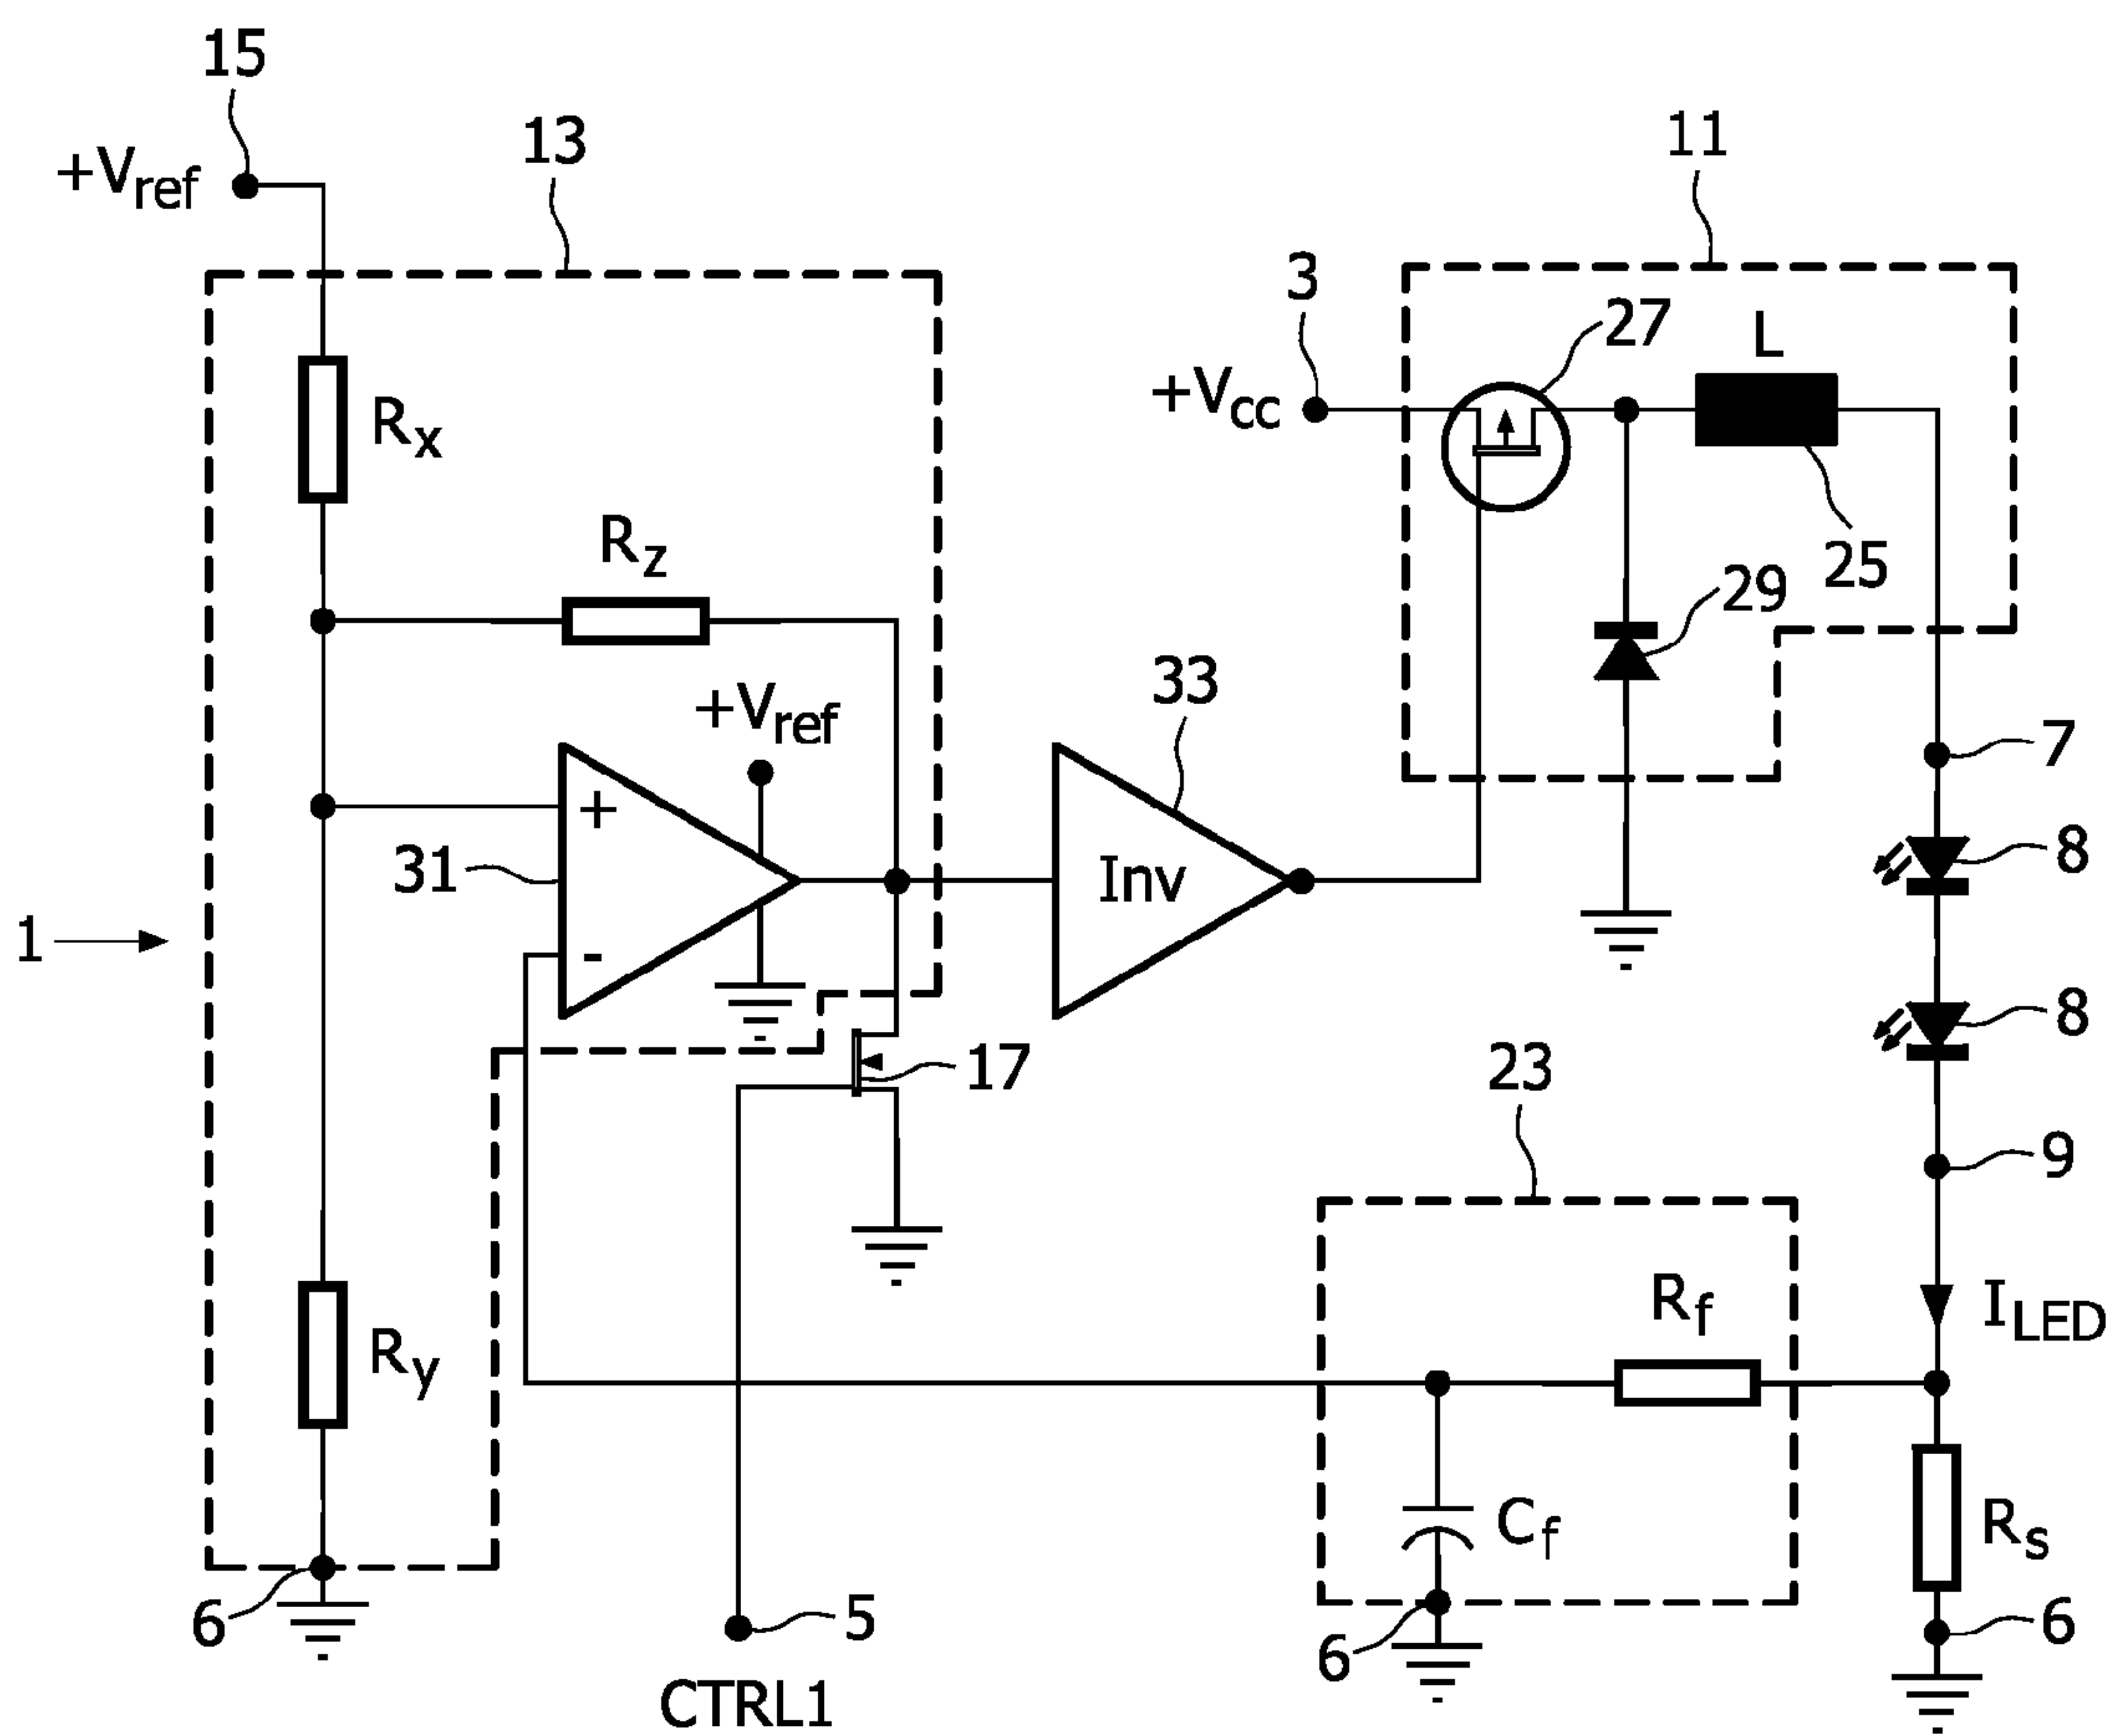 15
13
11
+Vref
3
27
L
+Vcc
Rx
25
Rz
29
33
+Vref
7
+
31
Inv
8
1
-
8
17
23
9
Rf
ILED
Ry
Cf
Rs
6
5
6
6
CTRL1